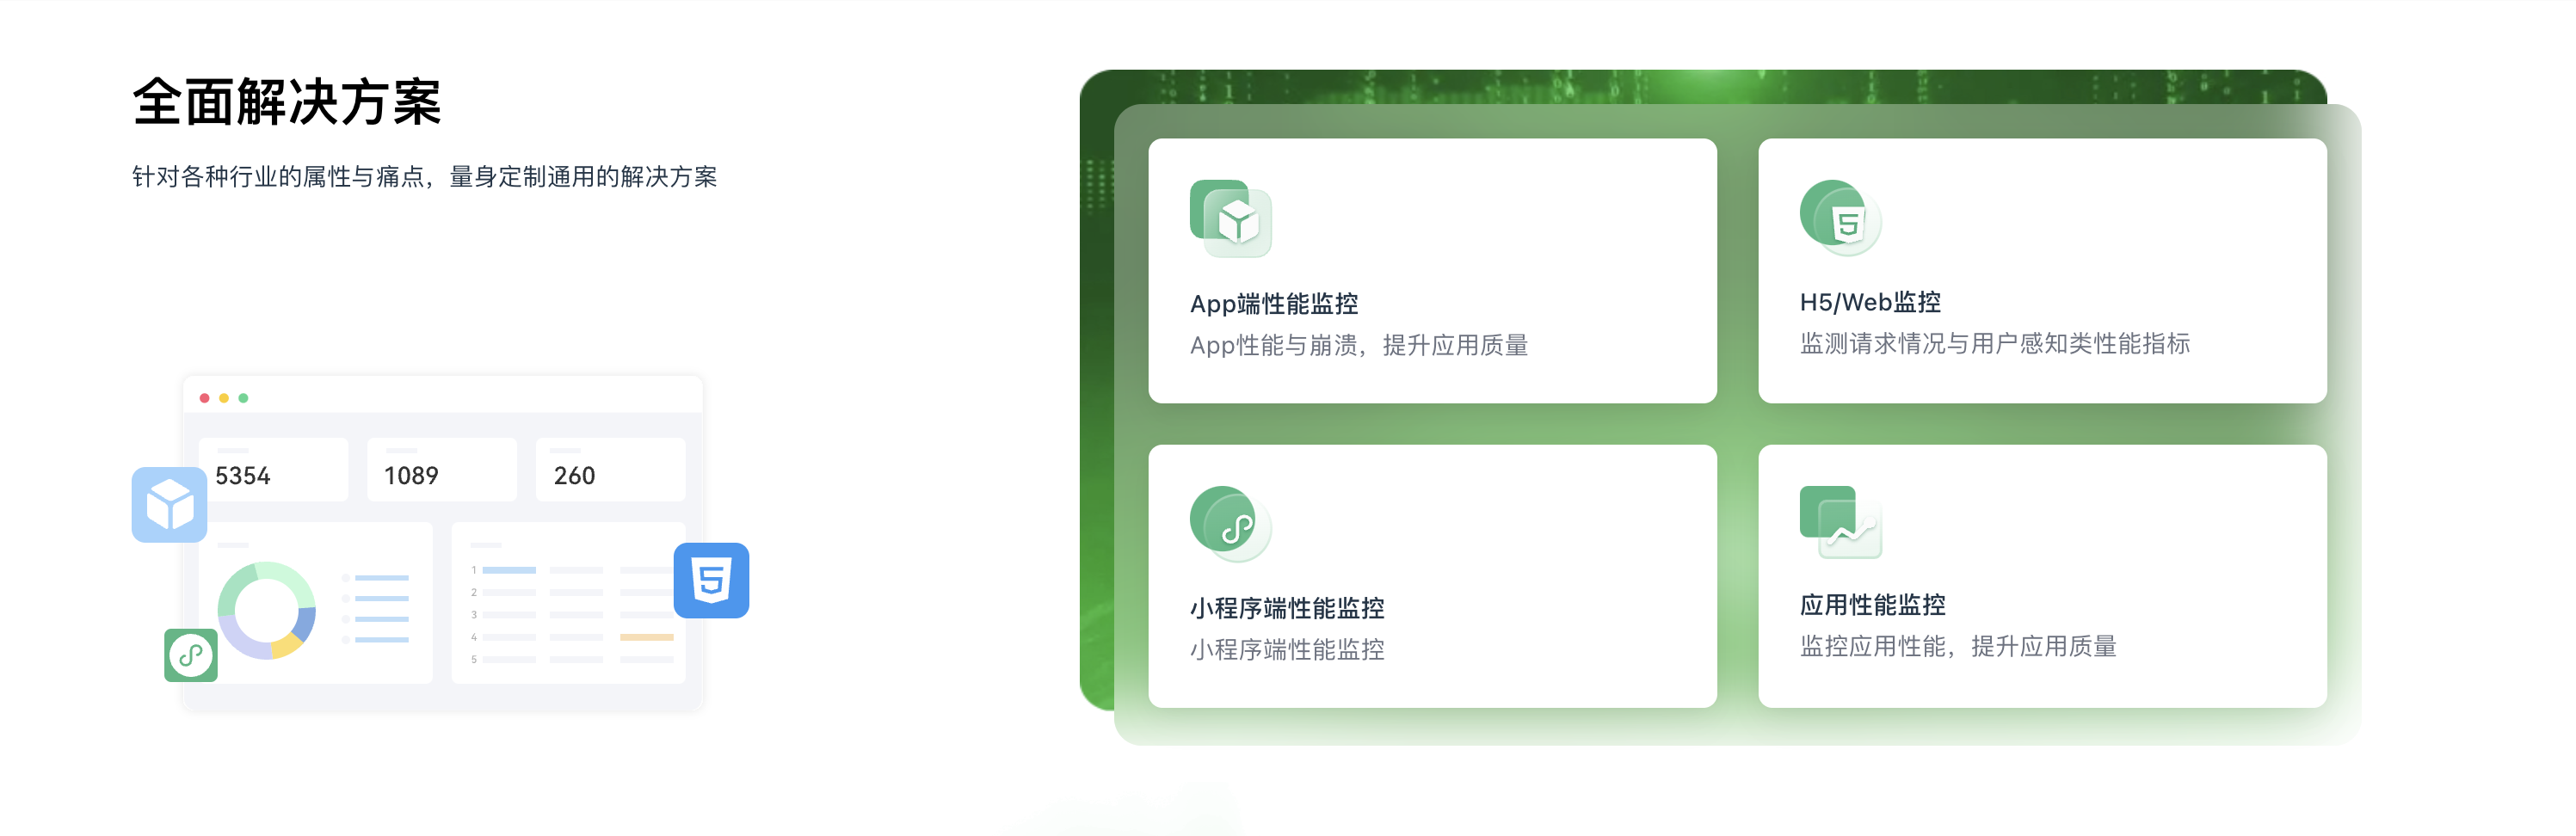 全面解决方案
针对各种行业的属性与痛点，量身定制通用的解决方案
5354
1089
260
1
2
3
4
5
App端性能监控
App性能与崩溃，提升应用质量
H5/Web监控
监测请求情况与用户感知类性能指标
小程序端性能监控
小程序端性能监控
应用性能监控
监控应用性能，提升应用质量